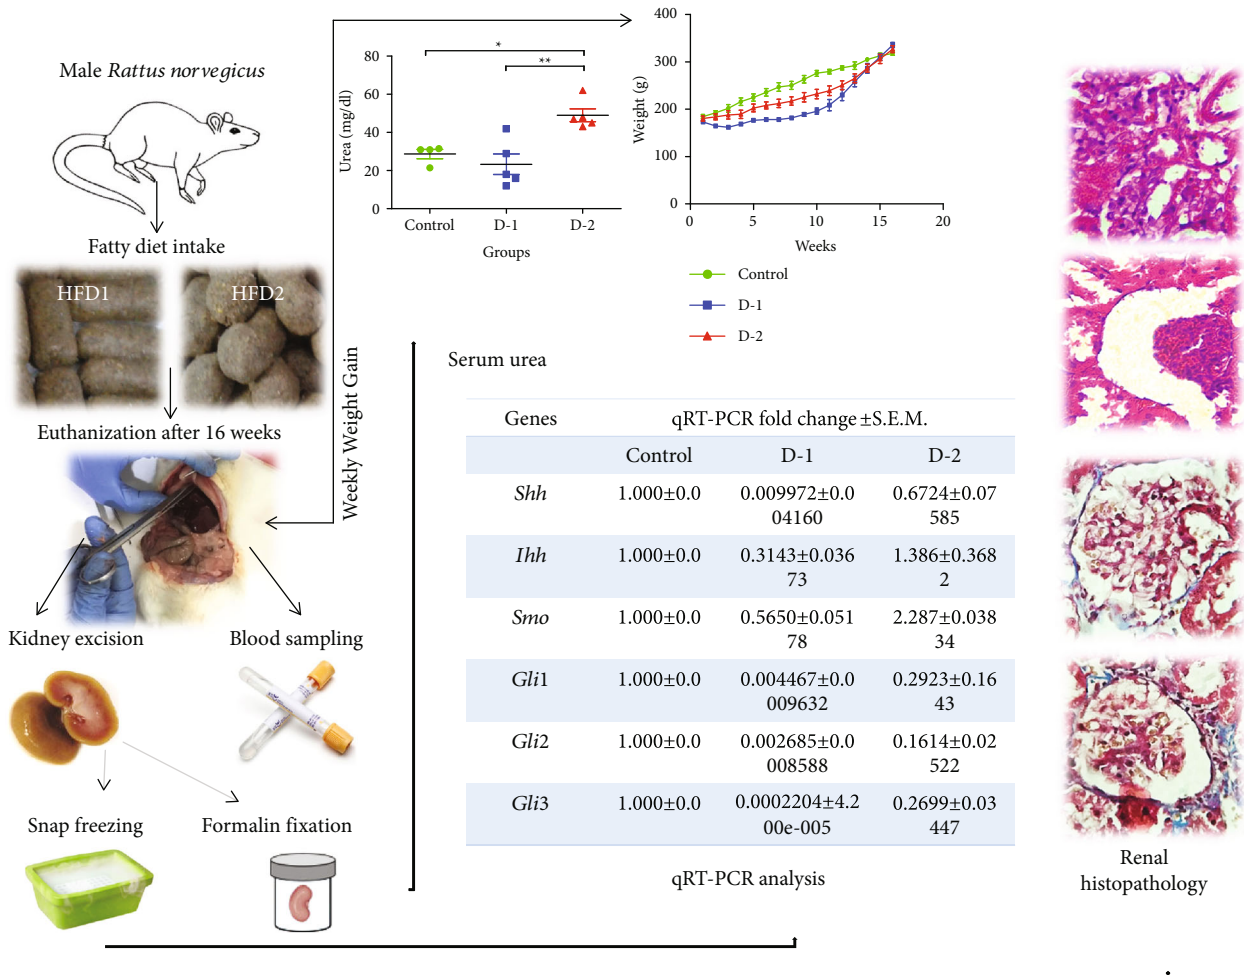 Male Rattus norvegicus
Fatty diet intake
HFD1
HFD2
Euthanization after 16 weeks
Kidney excision
Blood sampling
Snap freezing
Formalin fixation
Weekly Weight Gain
*
**
Urea (mg/dl)
80
60
40
20
0
Control D-1 D-2
Groups
Weight (g)
400
300
200
100
0
0 5 10 15 20
Weeks
Control
D-1
D-2
Serum urea
Genes qRT-PCR fold change ±S.E.M.
Control D-1 D-2
Shh 1.000±0.0 0.009972±0.0 0.6724±0.07
04160 585
Ihh 1.000±0.0 0.3143±0.036 1.386±0.368
73 2
Smo 1.000±0.0 0.5650±0.051 2.287±0.038
78 34
Gli1 1.000±0.0 0.004467±0.0 0.2923±0.16
009632 43
Gli2 1.000±0.0 0.002685±0.0 0.1614±0.02
008588 522
Gli3 1.000±0.0 0.0002204±4.2 0.2699±0.03
00e-005 447
qRT-PCR analysis
Renal
histopathology